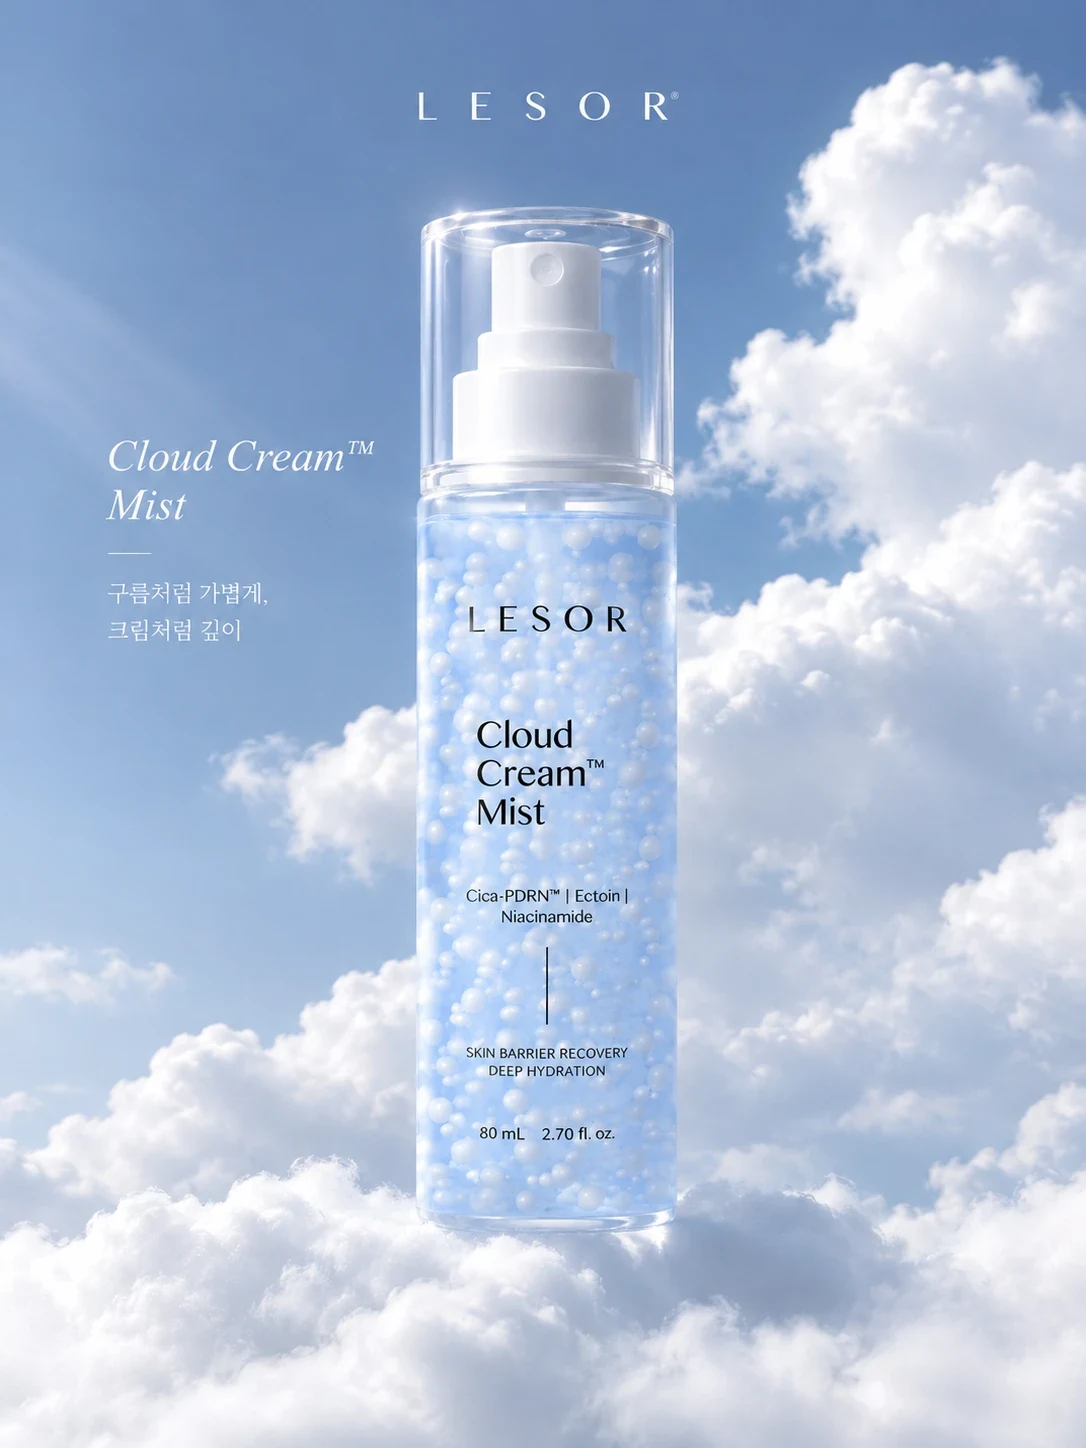 LESOR®
Cloud Cream™
Mist
구름처럼 가볍게,
크림처럼 깊이
LESOR
Cloud
Cream™
Mist
Cica-PDRN™ | Ectoin |
Niacinamide
SKIN BARRIER RECOVERY
DEEP HYDRATION
80 mL 2.70 fl. oz.